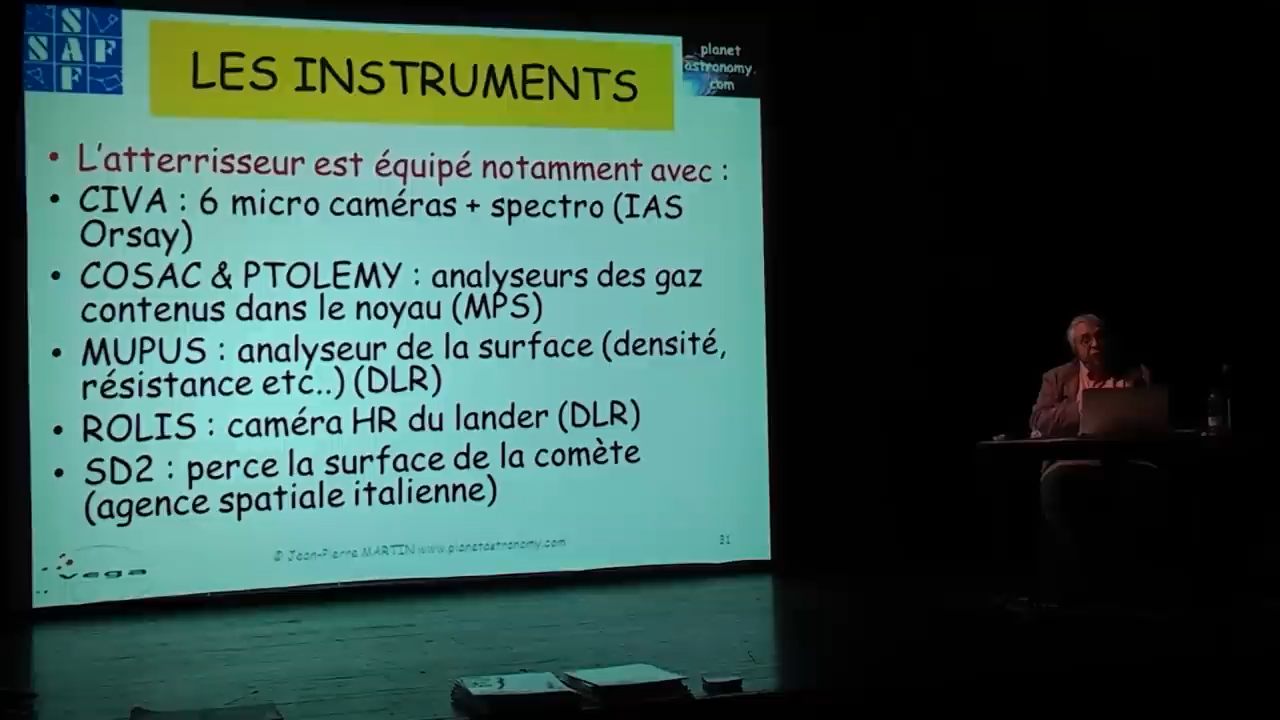 S
SAF
F
planet
astronomy.
com
LES INSTRUMENTS
• L'atterrisseur est équipé notamment avec :
• CIVA : 6 micro caméras + spectro (IAS
Orsay)
• COSAC & PTOLEMY : analyseurs des gaz
contenus dans le noyau (MPS)
• MUPUS : analyseur de la surface (densité,
résistance etc..) (DLR)
• ROLIS : caméra HR du lander (DLR)
• SD2 : perce la surface de la comète
(agence spatiale italienne)
© Jean-Pierre MARTIN www.planetastronomy.com
31
vega